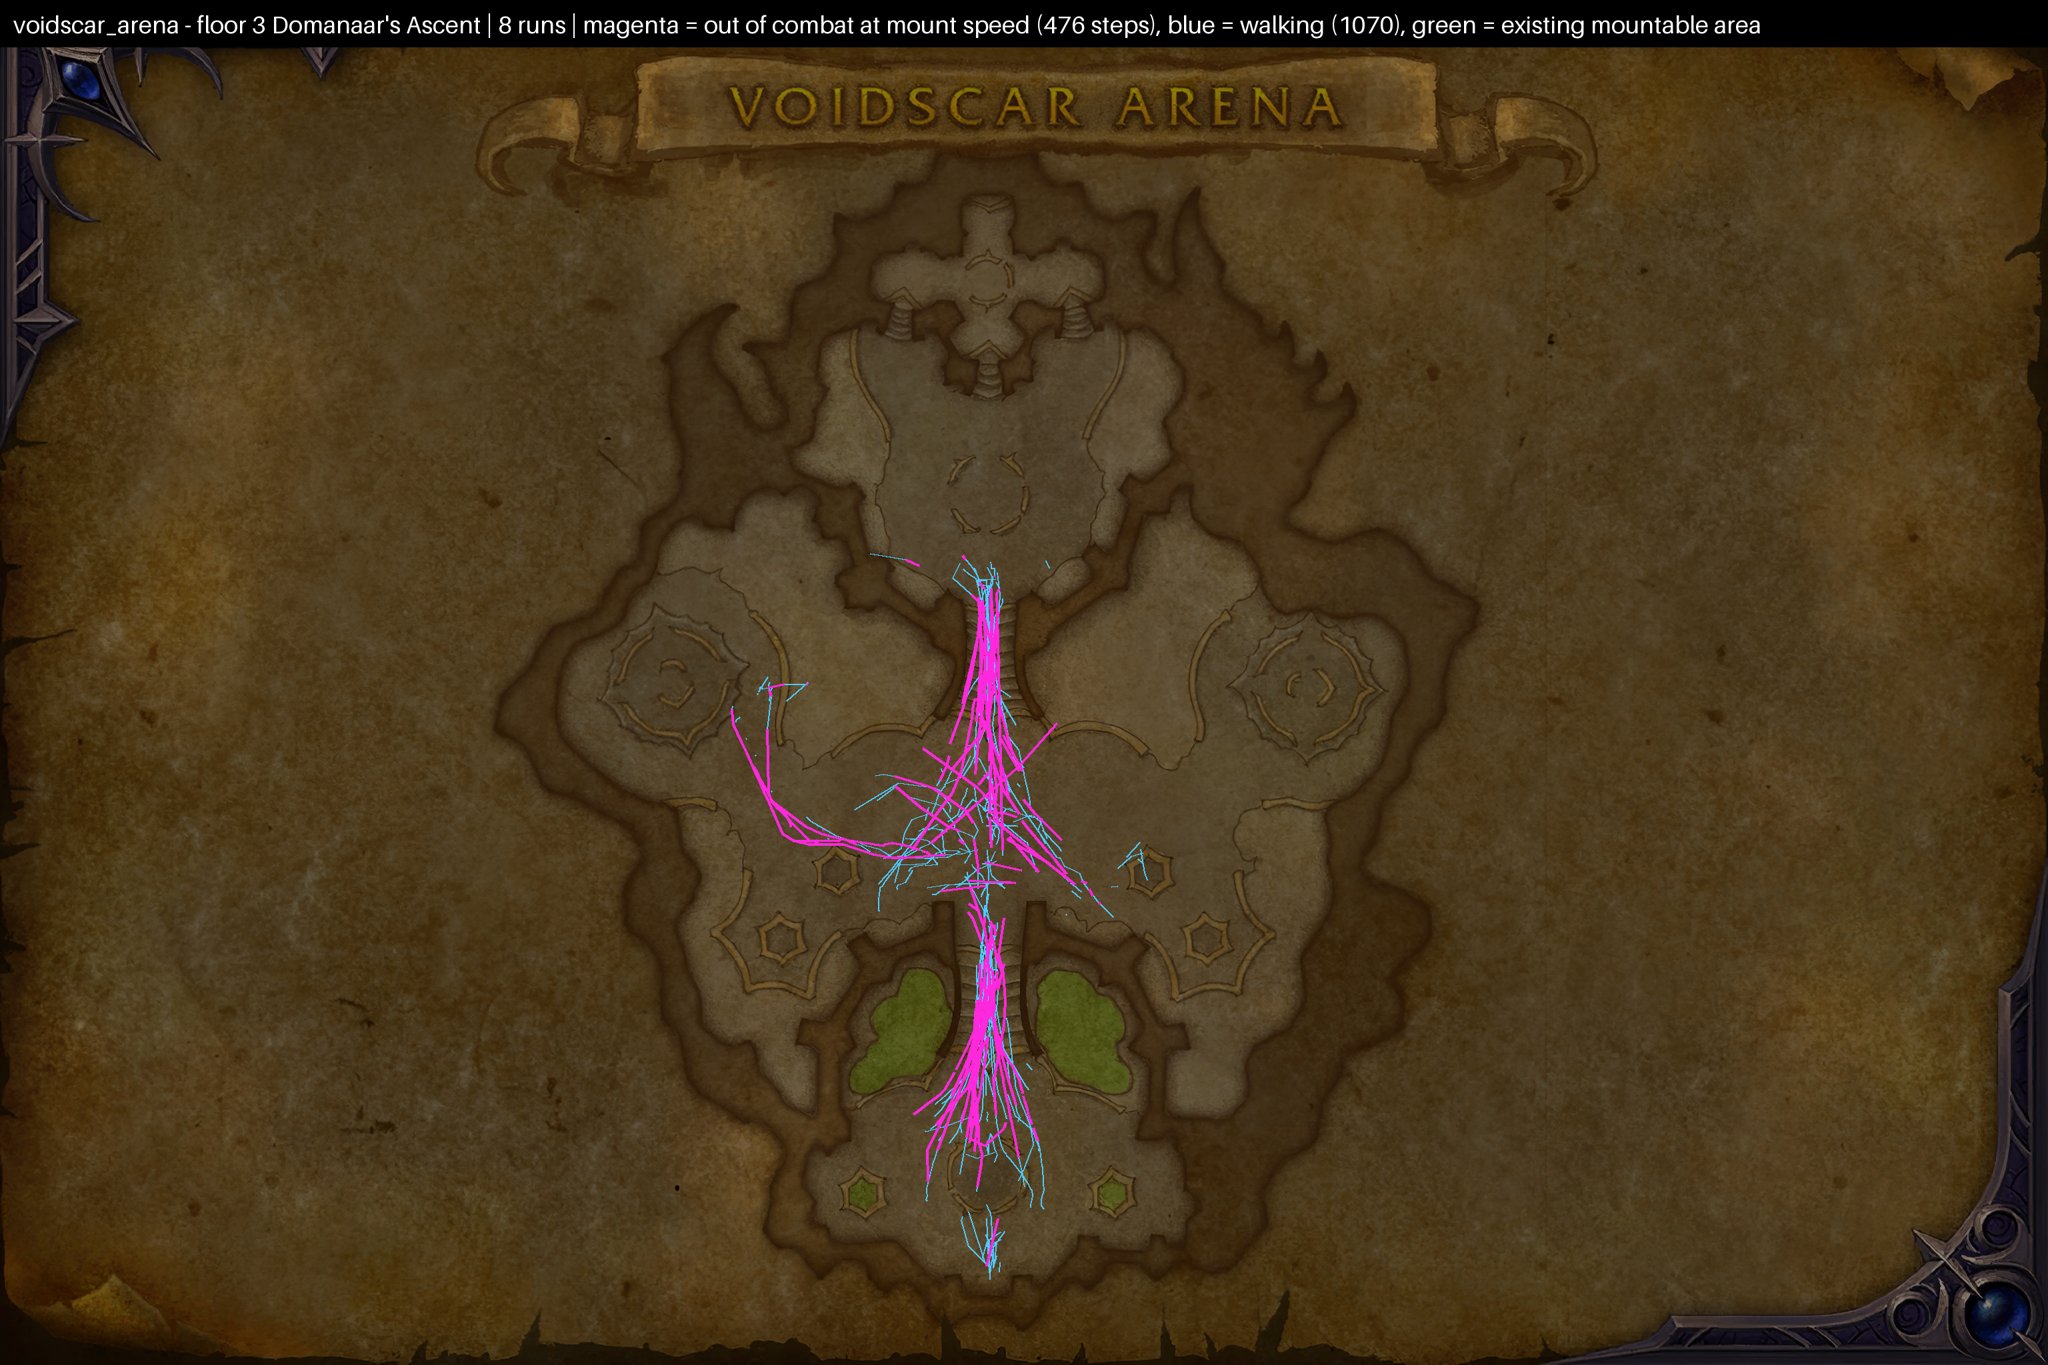 voidscar_arena - floor 3 Domanaar's Ascent | 8 runs | magenta = out of combat at mount speed (476 steps), blue = walking (1070), green = existing mountable area
VOIDSCAR ARENA